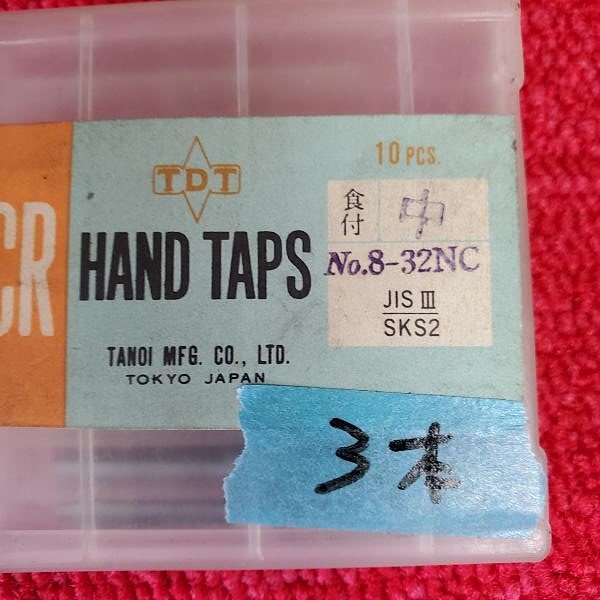 CR
TDT
HAND TAPS
TANOI MFG. CO., LTD.
TOKYO JAPAN
10 PCS.
食付 中
No.8-32NC
JIS III
SKS2
3本